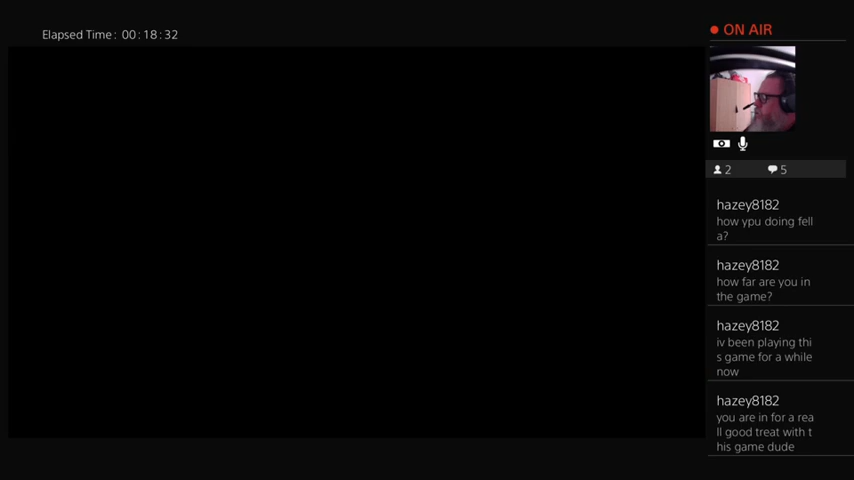 Elapsed Time: 00:18:32
ON AIR
2
5
hazey8182
how ypu doing fell
a?
hazey8182
how far are you in
the game?
hazey8182
iv been playing thi
s game for a while
now
hazey8182
you are in for a rea
ll good treat with t
his game dude